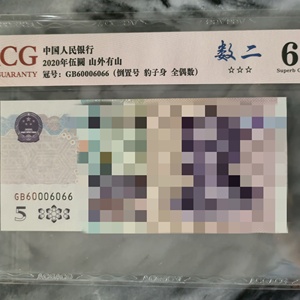 CG
GUARANTY
中国人民银行
2020年伍圆 山外有山
冠号：GB60006066（倒置号 豹子身 全偶数）
数二
☆☆☆
6
Superb G
GB60006066
5